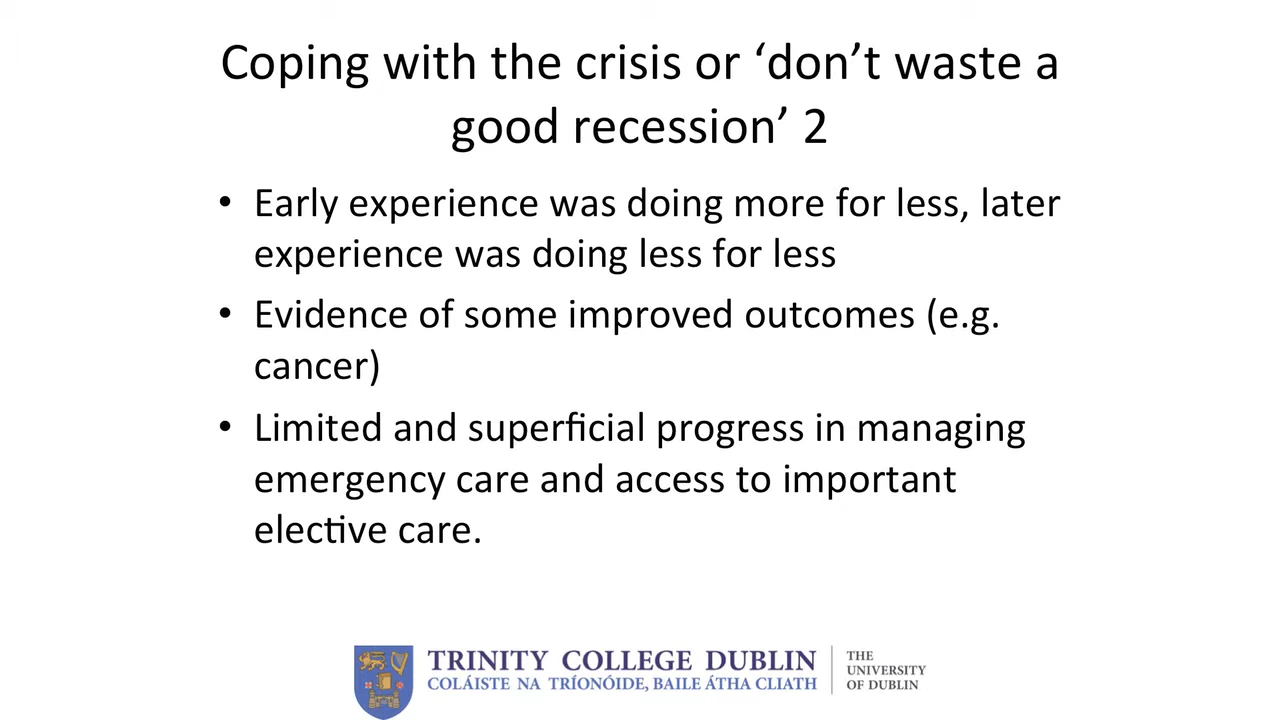 Coping with the crisis or ‘don’t waste a
good recession’ 2
• Early experience was doing more for less, later
experience was doing less for less
• Evidence of some improved outcomes (e.g.
cancer)
• Limited and superficial progress in managing
emergency care and access to important
elective care.
TRINITY COLLEGE DUBLIN
COLÁISTE NA TRÍONÓIDE, BAILE ÁTHA CLIATH
THE
UNIVERSITY
OF DUBLIN